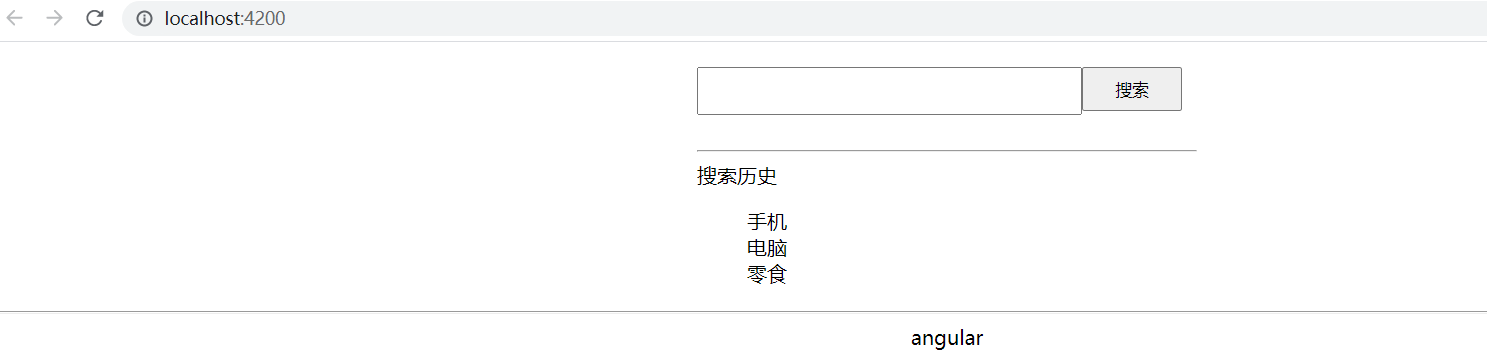 localhost:4200
搜索
搜索历史
手机
电脑
零食
angular